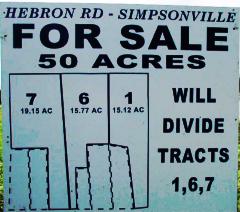 HEBRON RD - SIMPSONVILLE
FOR SALE
50 ACRES
7
19.15 AC
6
15.77 AC
1
15.12 AC
WILL
DIVIDE
TRACTS
1,6,7